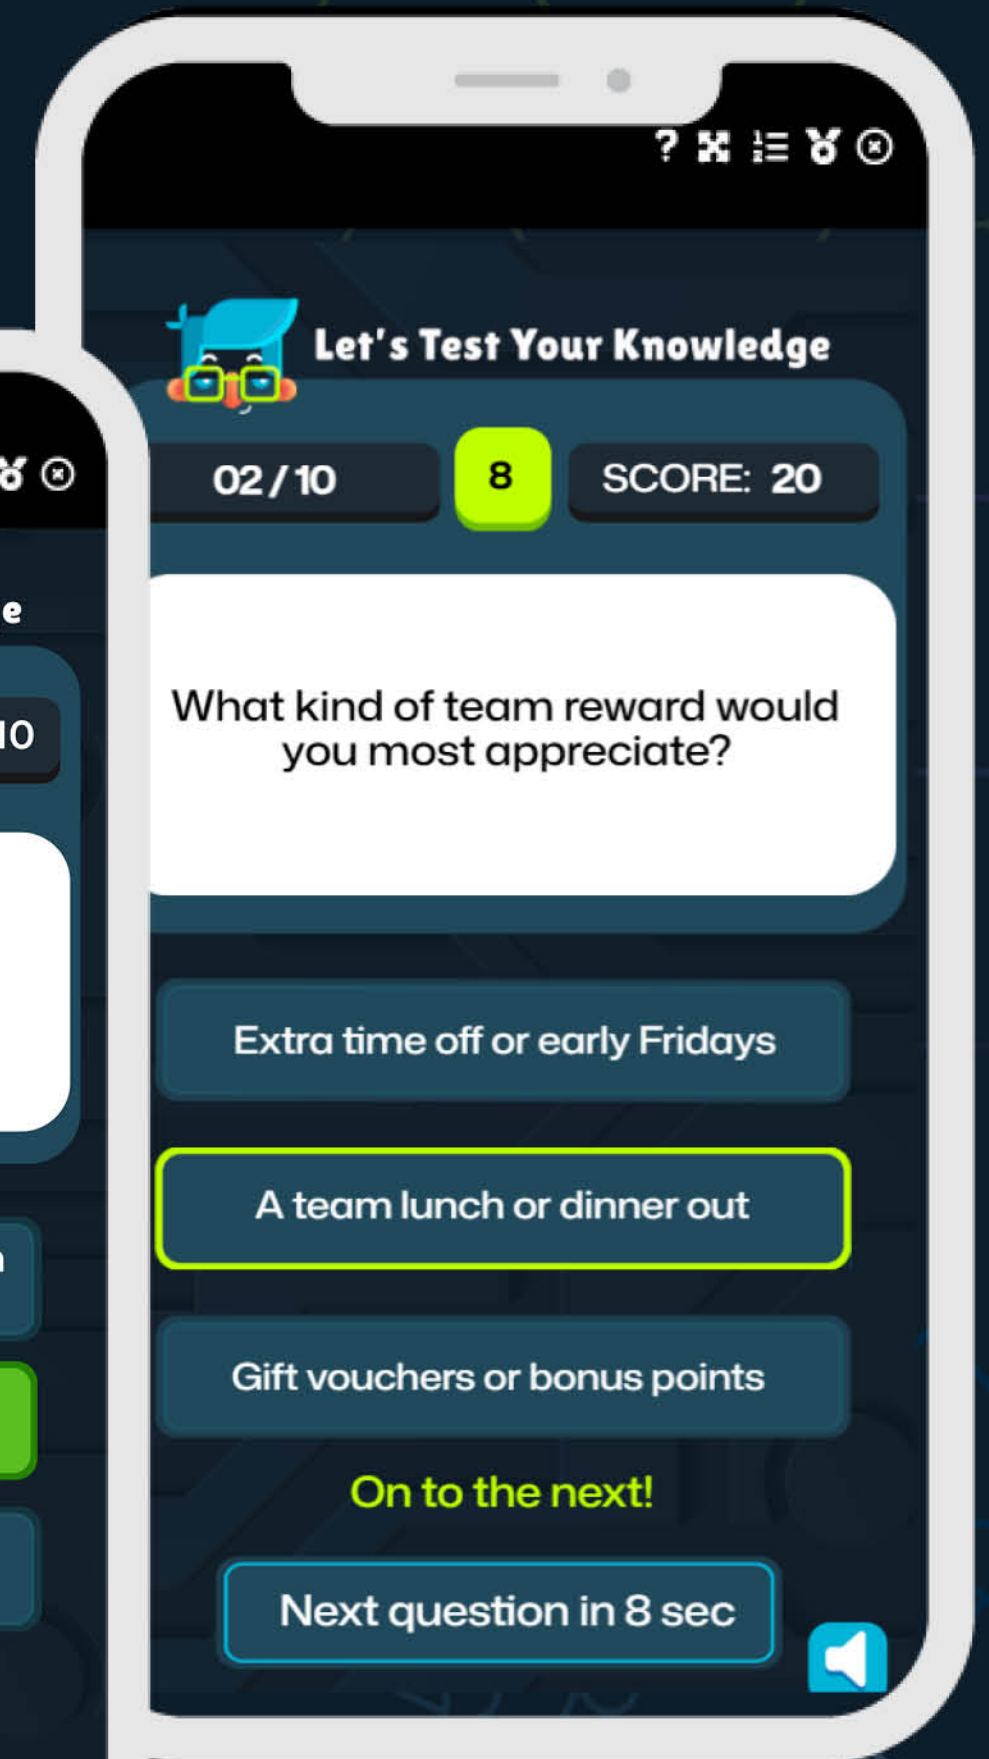 Let's Test Your Knowledge
02/10
8
SCORE: 20
What kind of team reward would
you most appreciate?
Extra time off or early Fridays
A team lunch or dinner out
Gift vouchers or bonus points
On to the next!
Next question in 8 sec
e
10